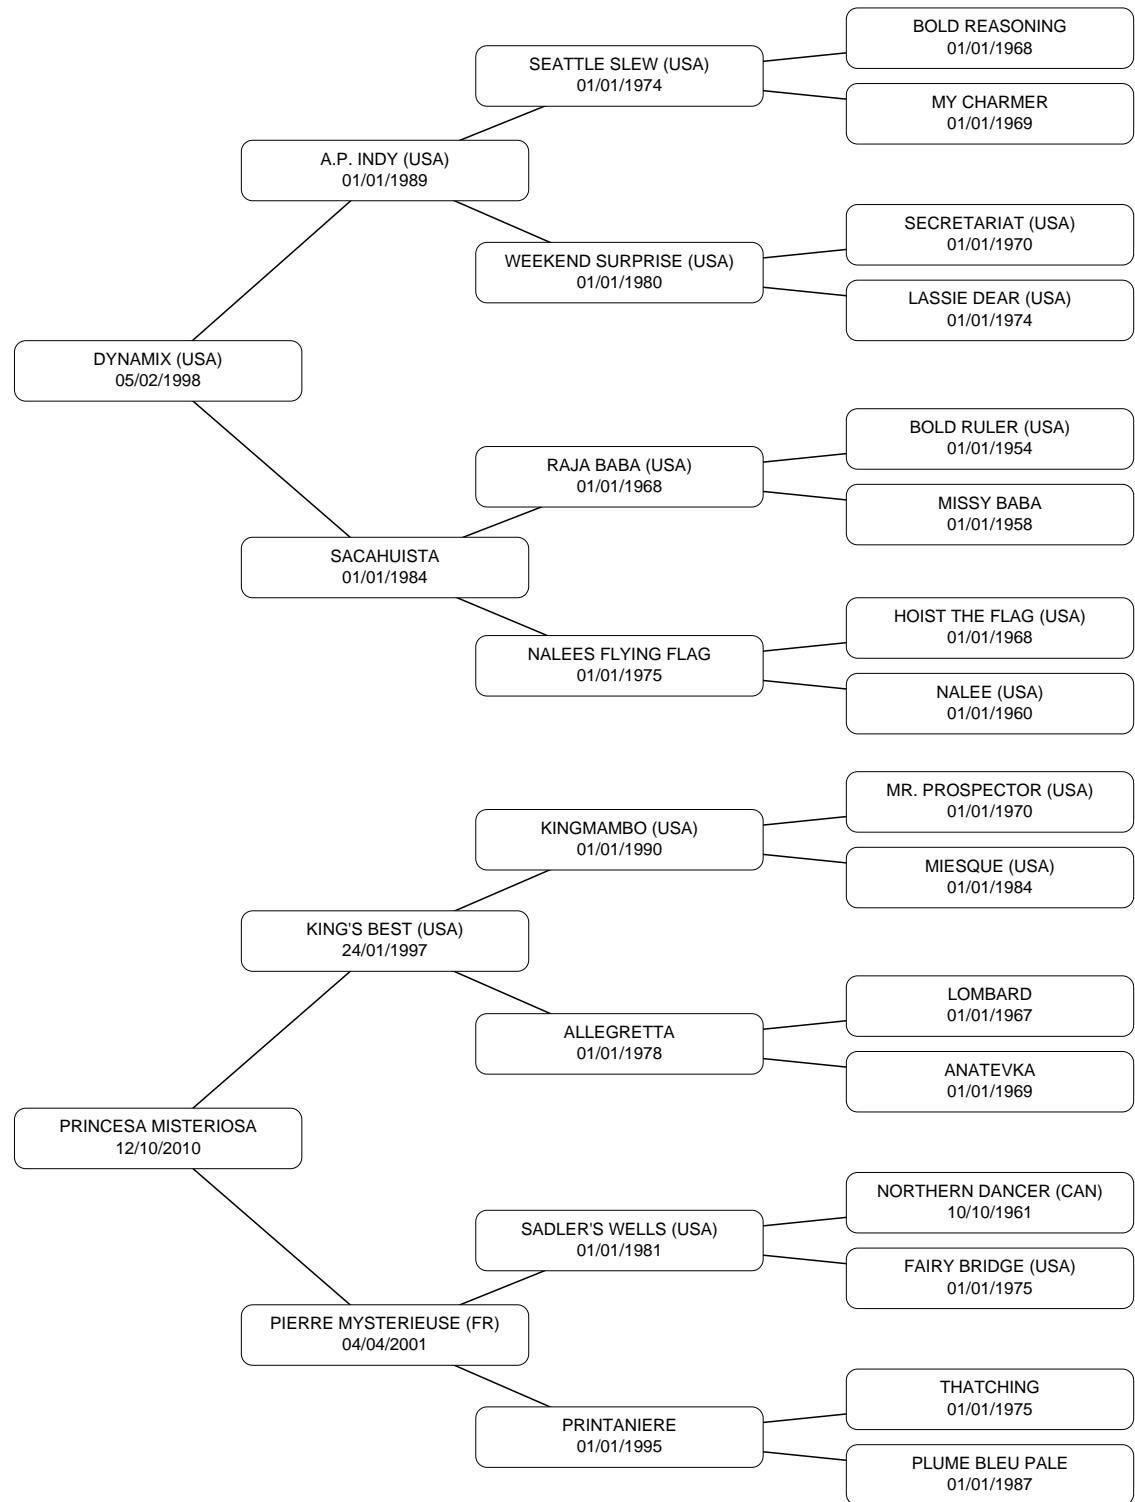 BOLD REASONING
01/01/1968
SEATTLE SLEW (USA)
01/01/1974
MY CHARMER
01/01/1969
A.P. INDY (USA)
01/01/1989
SECRETARIAT (USA)
01/01/1970
WEEKEND SURPRISE (USA)
01/01/1980
LASSIE DEAR (USA)
01/01/1974
DYNAMIX (USA)
05/02/1998
BOLD RULER (USA)
01/01/1954
RAJA BABA (USA)
01/01/1968
MISSY BABA
01/01/1958
SACAHUISTA
01/01/1984
HOIST THE FLAG (USA)
01/01/1968
NALEES FLYING FLAG
01/01/1975
NALEE (USA)
01/01/1960
MR. PROSPECTOR (USA)
01/01/1970
KINGMAMBO (USA)
01/01/1990
MIESQUE (USA)
01/01/1984
KING'S BEST (USA)
24/01/1997
LOMBARD
01/01/1967
ALLEGRETTA
01/01/1978
ANATEVKA
01/01/1969
PRINCESA MISTERIOSA
12/10/2010
NORTHERN DANCER (CAN)
10/10/1961
SADLER'S WELLS (USA)
01/01/1981
FAIRY BRIDGE (USA)
01/01/1975
PIERRE MYSTERIEUSE (FR)
04/04/2001
THATCHING
01/01/1975
PRINTANIERE
01/01/1995
PLUME BLEU PALE
01/01/1987